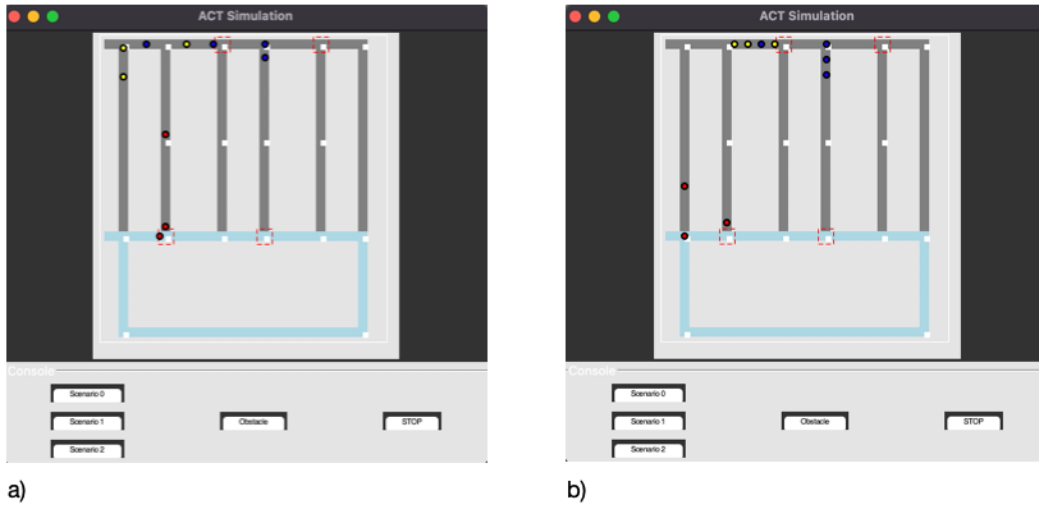 ACT Simulation
Console
Scenario 0
Scenario 1
Obstacle
STOP
Scenario 2
a)
ACT Simulation
Console
Scenario 0
Scenario 1
Obstacle
STOP
Scenario 2
b)